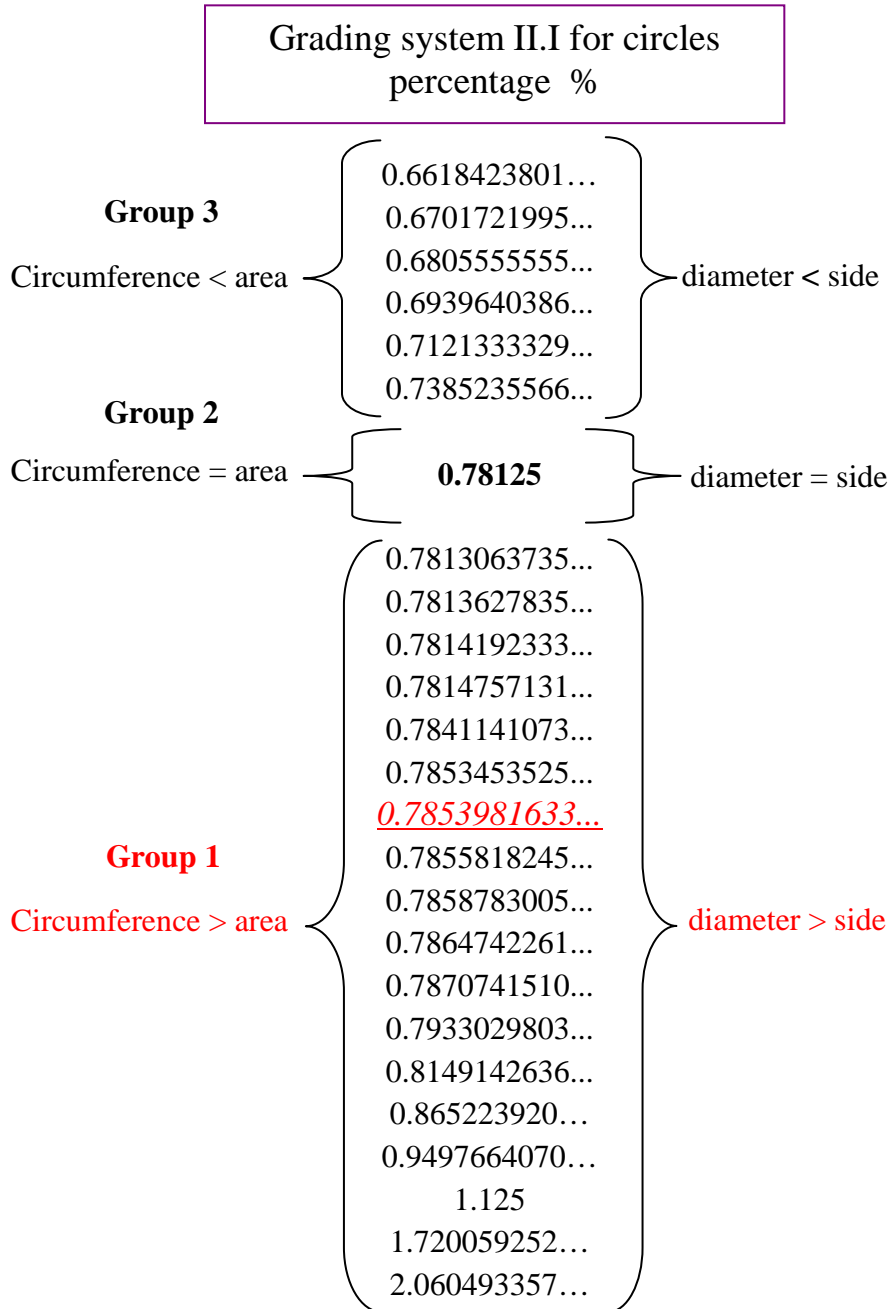 Grading system II.I for circles
percentage %
0.6618423801…
Group 3
0.6701721995...
0.6805555555...
Circumference < area
diameter < side
0.6939640386...
0.7121333329...
0.7385235566...
Group 2
Circumference = area
0.78125
diameter = side
0.7813063735...
0.7813627835...
0.7814192333...
0.7814757131...
0.7841141073...
0.7853453525...
0.7853981633...
Group 1
0.7855818245...
0.7858783005...
Circumference > area
diameter > side
0.7864742261...
0.7870741510...
0.7933029803...
0.8149142636...
0.865223920…
0.9497664070…
1.125
1.720059252…
2.060493357…